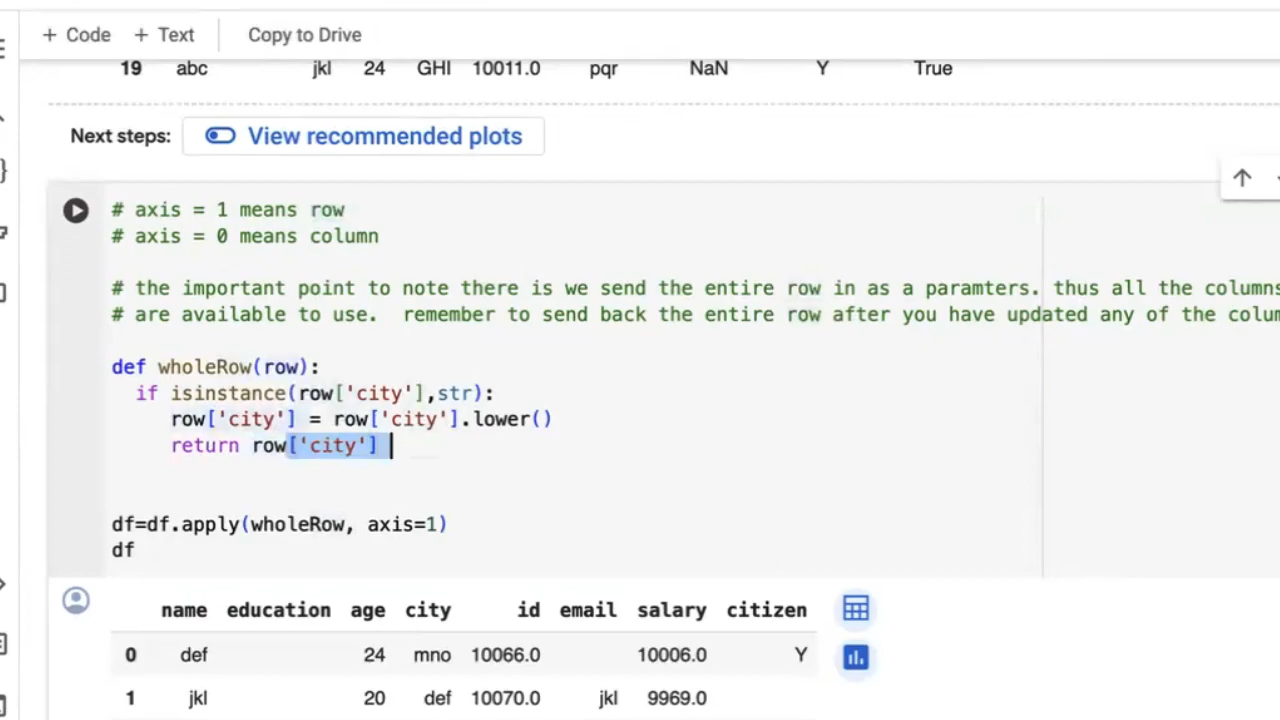 + Code + Text Copy to Drive
19 abc jkl 24 GHI 10011.0 pqr NaN Y True
Next steps: View recommended plots
# axis = 1 means row
# axis = 0 means column
# the important point to note there is we send the entire row in as a paramters. thus all the columns
# are available to use.  remember to send back the entire row after you have updated any of the
def wholeRow(row):
  if isinstance(row['city'],str):
     row['city'] = row['city'].lower()
     return row['city']
df=df.apply(wholeRow, axis=1)
df
name education age city id email salary citizen
0 def 24 mno 10066.0 10006.0 Y
1 jkl 20 def 10070.0 jkl 9969.0